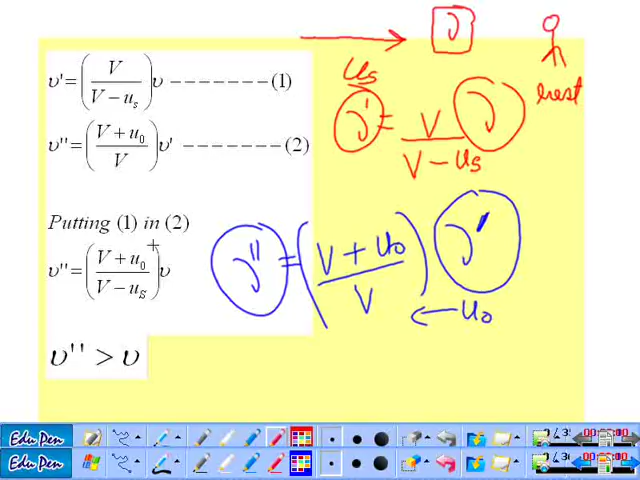 υ' = (V / (V − u_s)) υ − − − − − − − (1)
υ'' = ((V + u_0) / V) υ' − − − − − − − (2)
Putting (1) in (2)
υ'' = ((V + u_0) / (V − u_S)) υ
υ'' > υ
ν
rest
u_s
ν' = V / (V − u_s) ν
ν'' = ((V + u_0) / V) ν'
← u_0
Edu Pen
Edu Pen